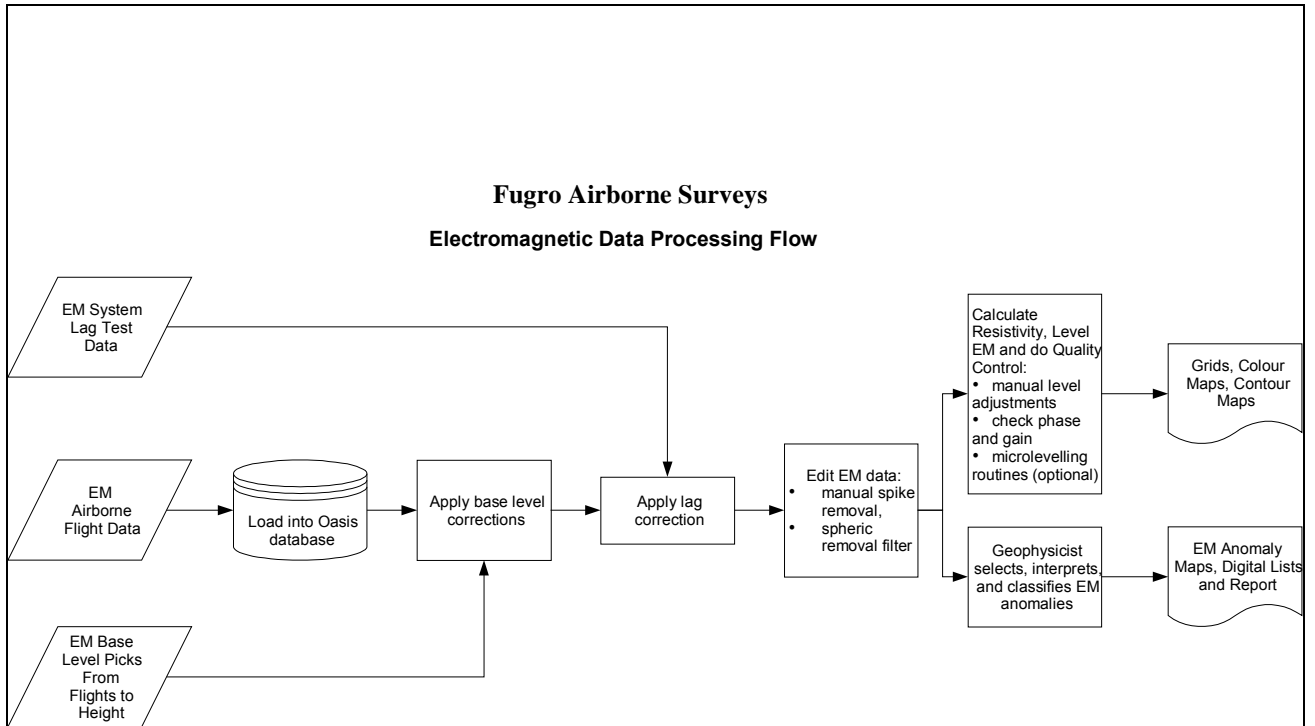 Fugro Airborne Surveys
Electromagnetic Data Processing Flow
EM System
Lag Test
Data
EM
Airborne
Flight Data
Load into Oasis
database
EM Base
Level Picks
From
Flights to
Height
Apply base level
corrections
Apply lag
correction
Edit EM data:
• manual spike
removal,
• spheric
removal filter
Calculate
Resistivity, Level
EM and do Quality
Control:
• manual level
adjustments
• check phase
and gain
• microlevelling
routines (optional)
Grids, Colour
Maps, Contour
Maps
Geophysicist
selects, interprets,
and classifies EM
anomalies
EM Anomaly
Maps, Digital Lists
and Report